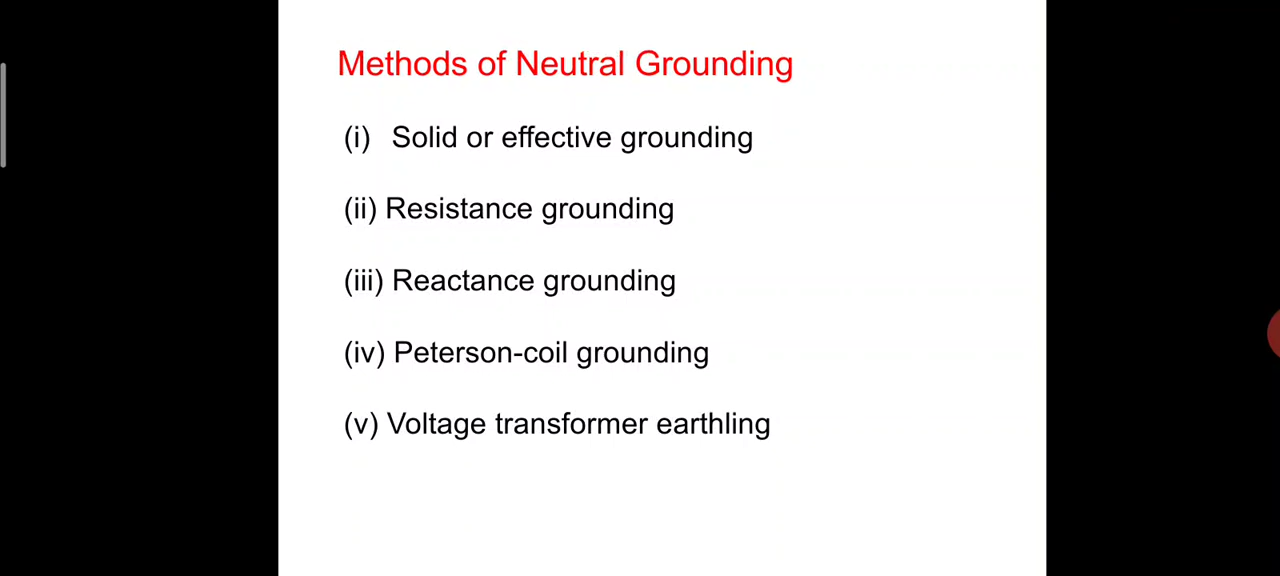 Methods of Neutral Grounding
(i) Solid or effective grounding
(ii) Resistance grounding
(iii) Reactance grounding
(iv) Peterson-coil grounding
(v) Voltage transformer earthling